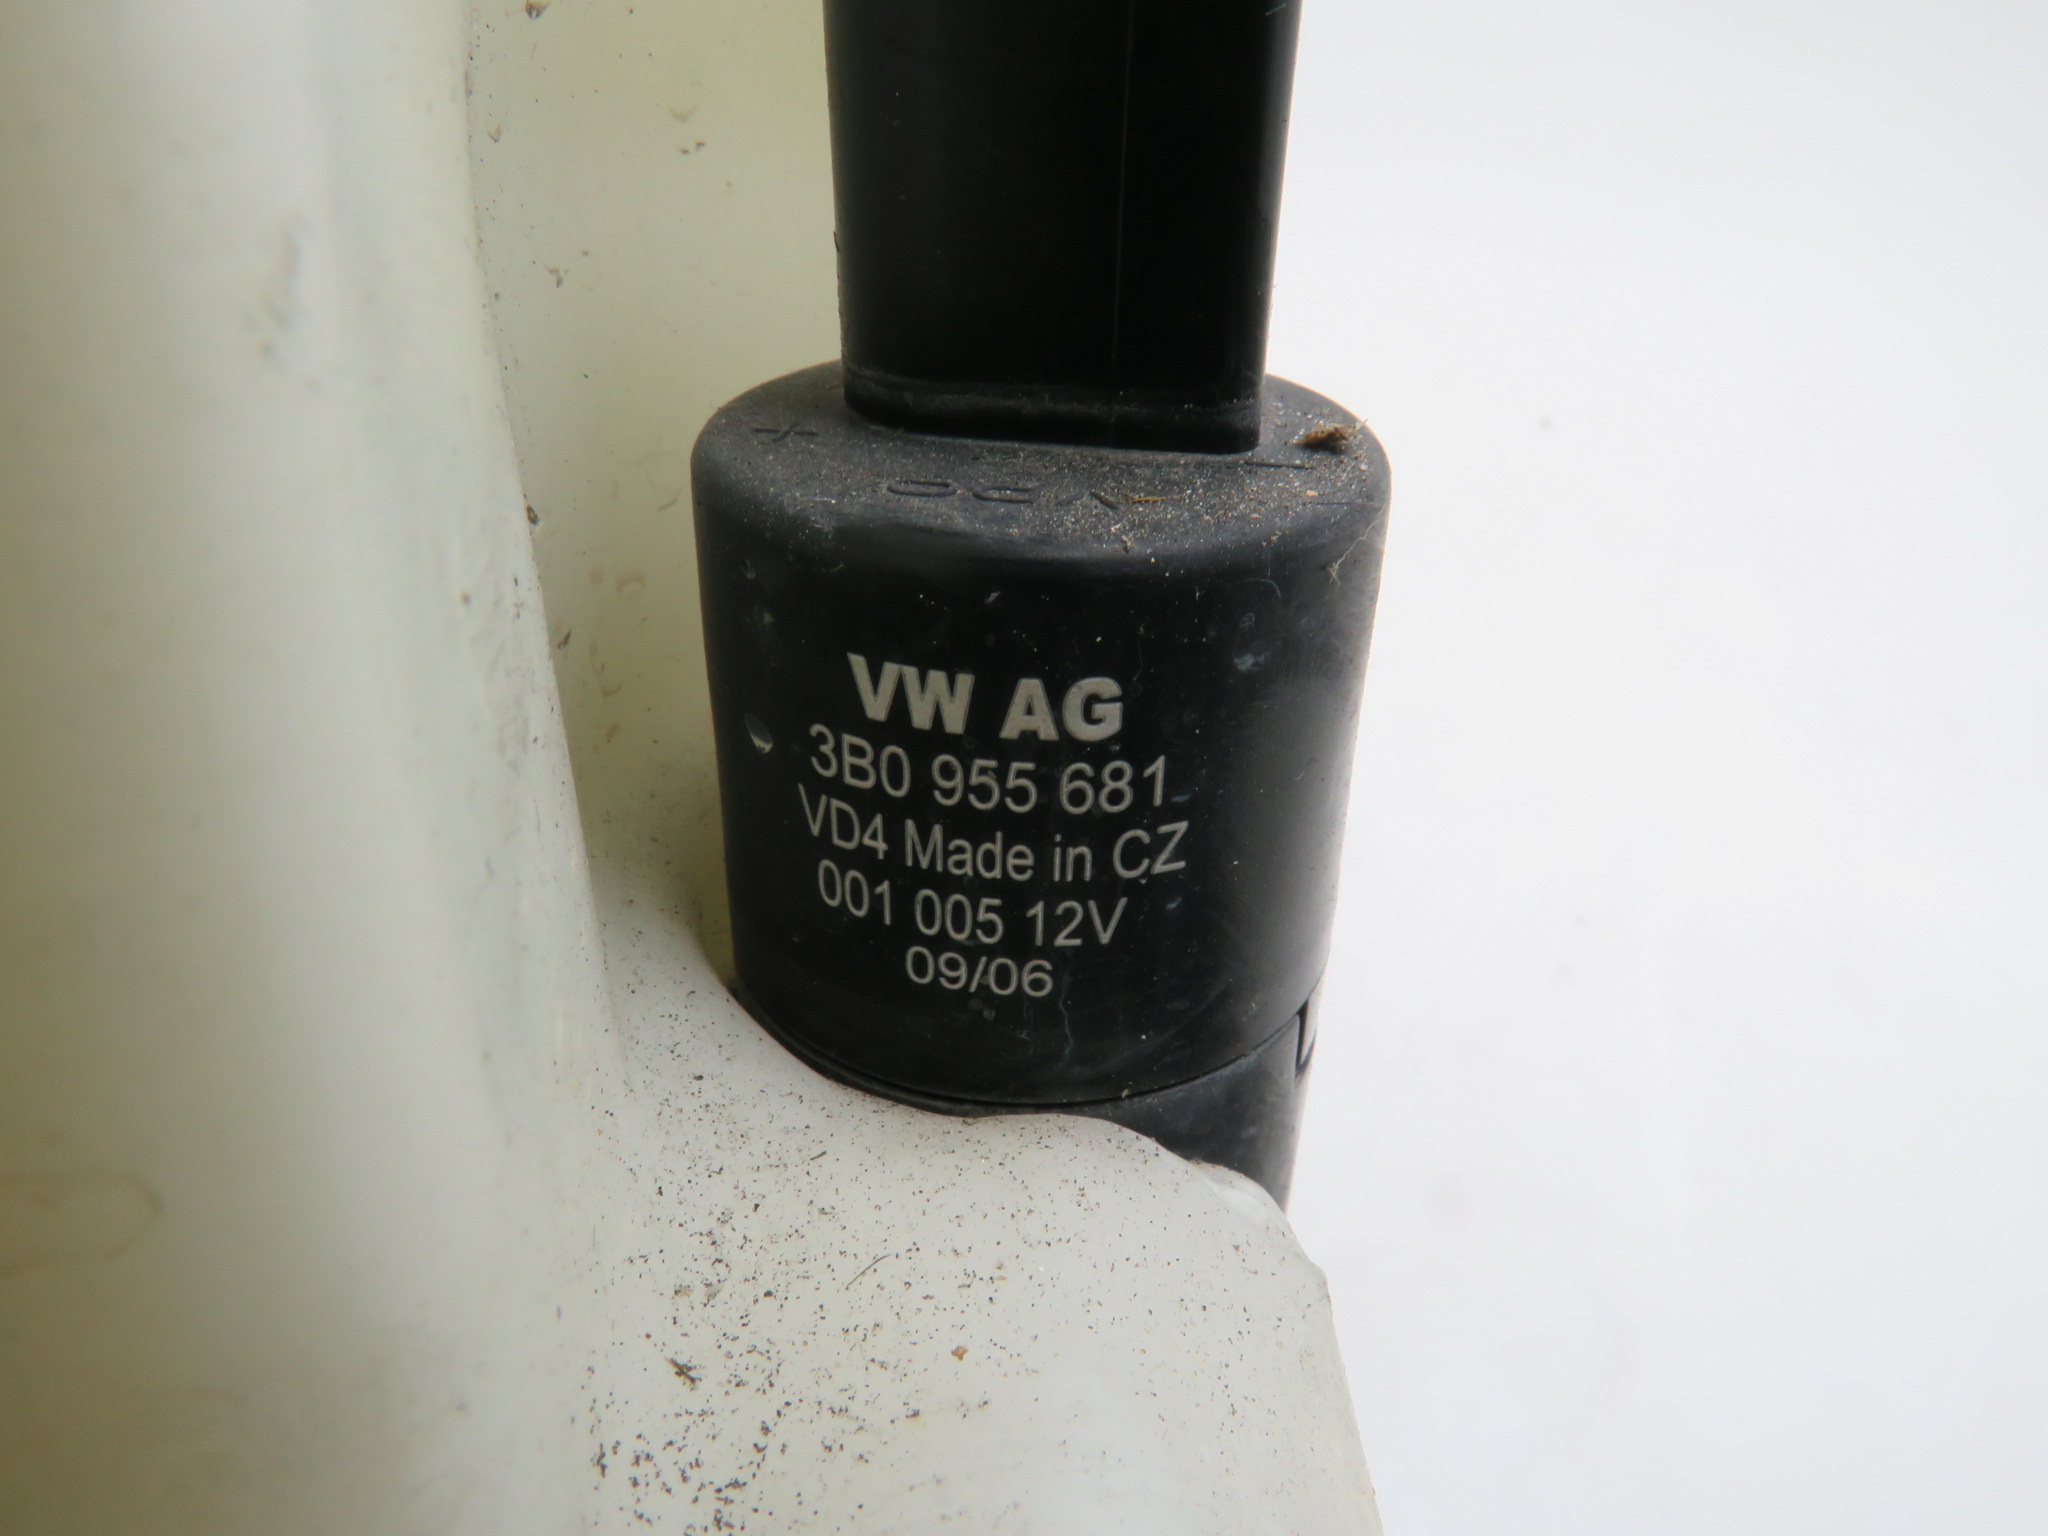 + -
VW AG
3B0 955 681
VD4 Made in CZ
001 005 12V
09/06